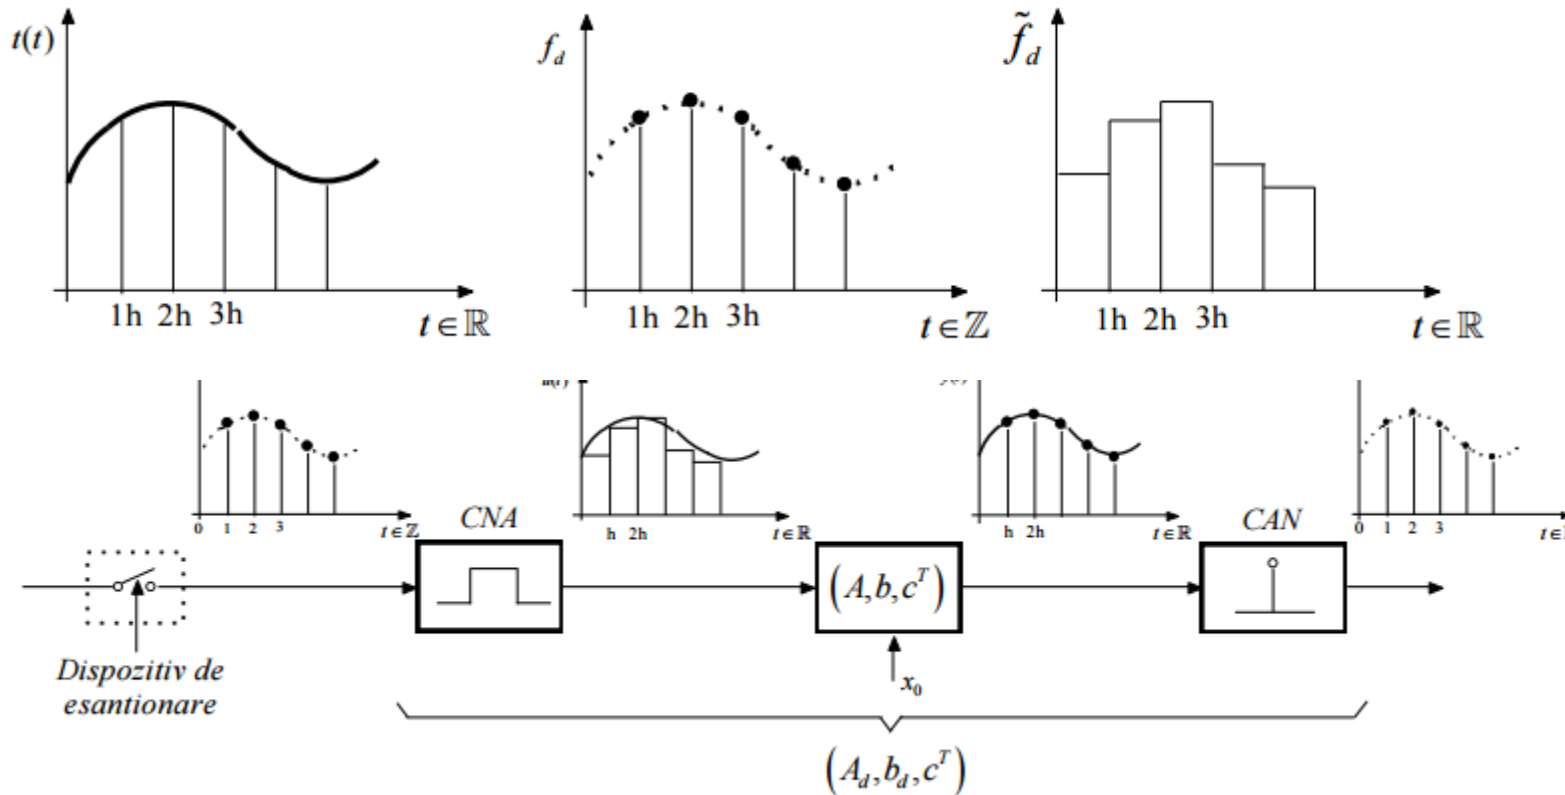 t(t)
1h 2h 3h
t ∈ ℝ
f_d
1h 2h 3h
t ∈ ℤ
f̃_d
1h 2h 3h
t ∈ ℝ
0 1 2 3
t∈ℤ
CNA
h 2h
t∈ℝ
h 2h
t∈ℝ
CAN
0 1 2 3
(A, b, c^T)
Dispozitiv de
esantionare
x_0
(A_d, b_d, c^T)